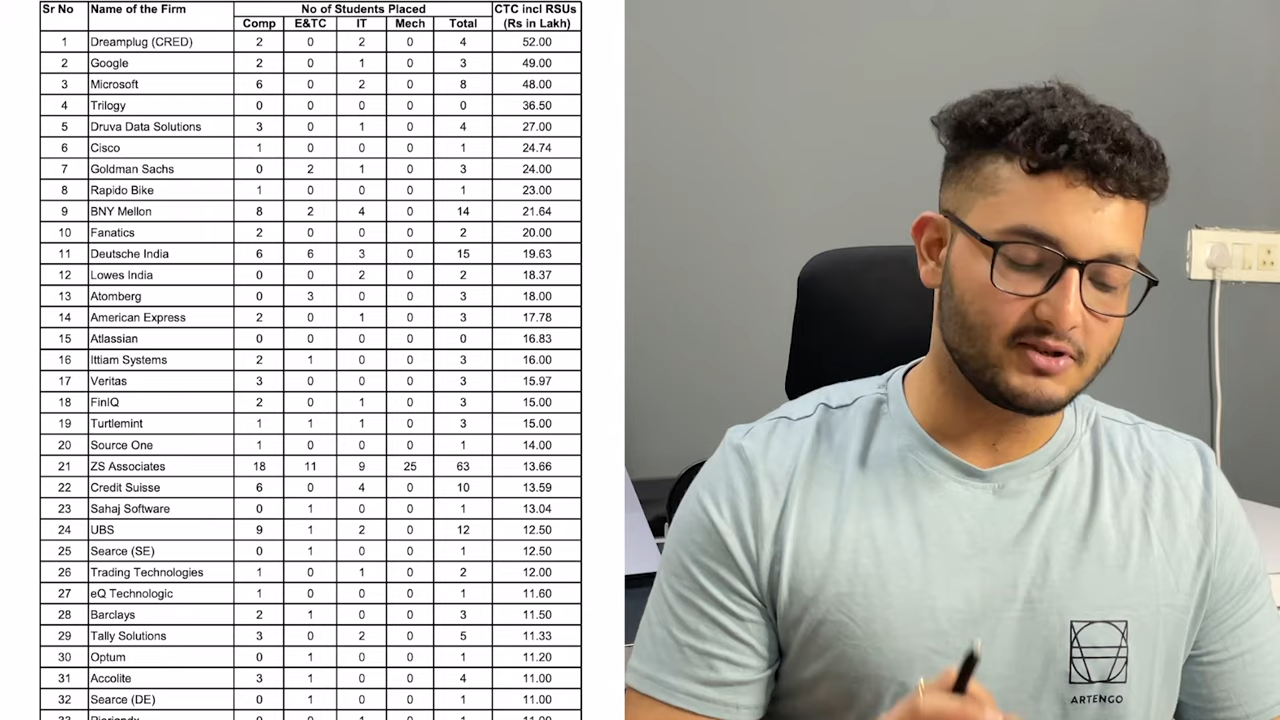 Sr No Name of the Firm No of Students Placed CTC incl RSUs
Comp E&TC IT Mech Total (Rs in Lakh)
1 Dreamplug (CRED) 2 0 2 0 4 52.00
2 Google 2 0 1 0 3 49.00
3 Microsoft 6 0 2 0 8 48.00
4 Trilogy 0 0 0 0 0 36.50
5 Druva Data Solutions 3 0 1 0 4 27.00
6 Cisco 1 0 0 0 1 24.74
7 Goldman Sachs 0 2 1 0 3 24.00
8 Rapido Bike 1 0 0 0 1 23.00
9 BNY Mellon 8 2 4 0 14 21.64
10 Fanatics 2 0 0 0 2 20.00
11 Deutsche India 6 6 3 0 15 19.63
12 Lowes India 0 0 2 0 2 18.37
13 Atomberg 0 3 0 0 3 18.00
14 American Express 2 0 1 0 3 17.78
15 Atlassian 0 0 0 0 0 16.83
16 Ittiam Systems 2 1 0 0 3 16.00
17 Veritas 3 0 0 0 3 15.97
18 FinIQ 2 0 1 0 3 15.00
19 Turtlemint 1 1 1 0 3 15.00
20 Source One 1 0 0 0 1 14.00
21 ZS Associates 18 11 9 25 63 13.66
22 Credit Suisse 6 0 4 0 10 13.59
23 Sahaj Software 0 1 0 0 1 13.04
24 UBS 9 1 2 0 12 12.50
25 Searce (SE) 0 1 0 0 1 12.50
26 Trading Technologies 1 0 1 0 2 12.00
27 eQ Technologic 1 0 0 0 1 11.60
28 Barclays 2 1 0 0 3 11.50
29 Tally Solutions 3 0 2 0 5 11.33
30 Optum 0 1 0 0 1 11.20
31 Accolite 3 1 0 0 4 11.00
32 Searce (DE) 0 1 0 0 1 11.00
ARTENGO